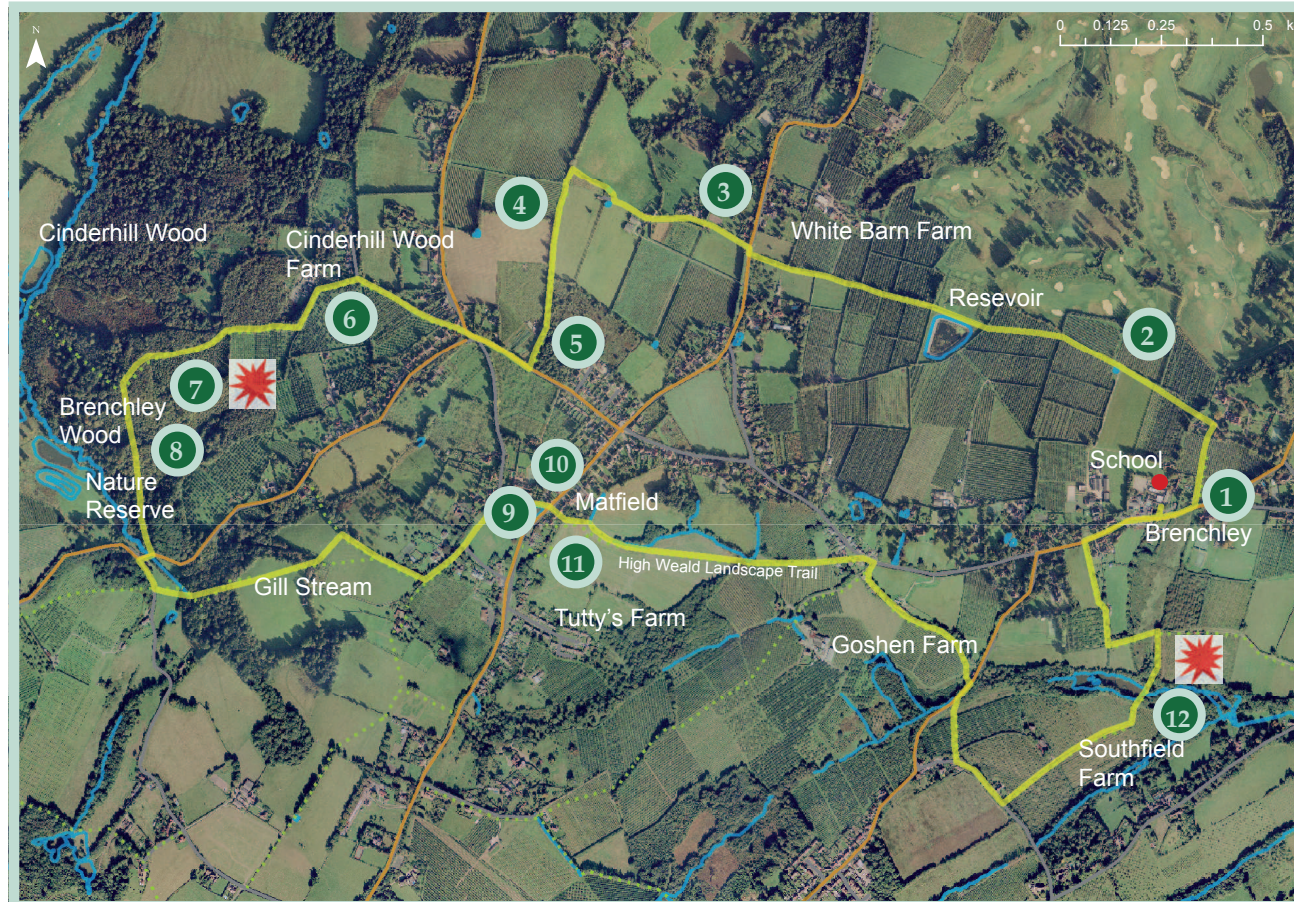 N
0 0.125 0.25 0.5 k
3
4
White Barn Farm
Cinderhill Wood
Cinderhill Wood
Farm
Resevoir
6
5
2
7
Brenchley
Wood
8
10
School
Nature
Reserve
9
Matfield
1
Brenchley
11
High Weald Landscape Trail
Gill Stream
Tutty's Farm
Goshen Farm
12
Southfield
Farm